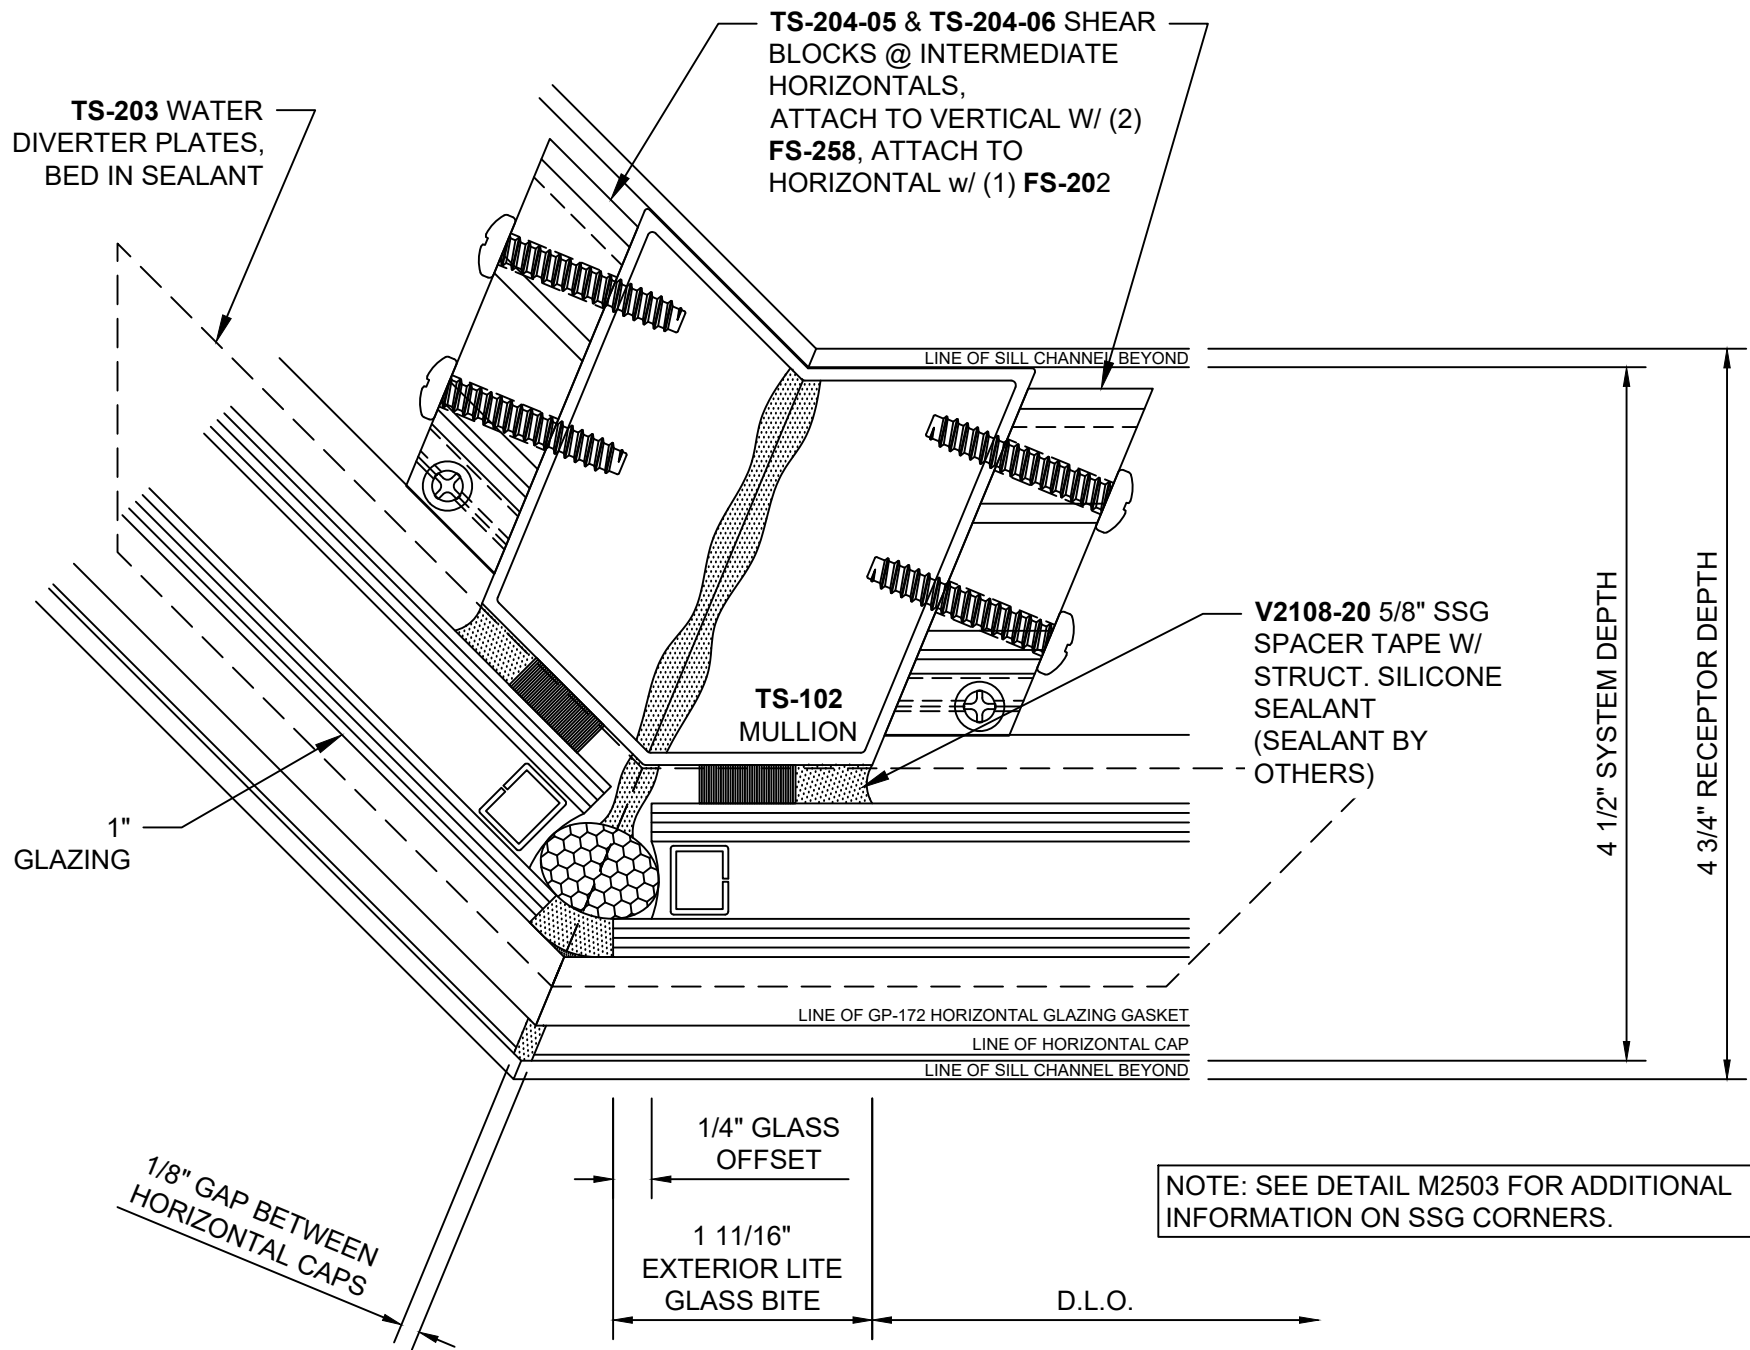 TS-204-05 & TS-204-06 SHEAR
BLOCKS @ INTERMEDIATE
HORIZONTALS,
ATTACH TO VERTICAL W/ (2)
FS-258, ATTACH TO
HORIZONTAL w/ (1) FS-202
TS-203 WATER
DIVERTER PLATES,
BED IN SEALANT
LINE OF SILL CHANNEL BEYOND
V2108-20 5/8" SSG
SPACER TAPE W/
STRUCT. SILICONE
SEALANT
(SEALANT BY
OTHERS)
4 1/2" SYSTEM DEPTH
4 3/4" RECEPTOR DEPTH
TS-102
MULLION
1"
GLAZING
LINE OF GP-172 HORIZONTAL GLAZING GASKET
LINE OF HORIZONTAL CAP
LINE OF SILL CHANNEL BEYOND
1/4" GLASS
OFFSET
1/8" GAP BETWEEN
HORIZONTAL CAPS
1 11/16"
EXTERIOR LITE
GLASS BITE
D.L.O.
NOTE: SEE DETAIL M2503 FOR ADDITIONAL
INFORMATION ON SSG CORNERS.